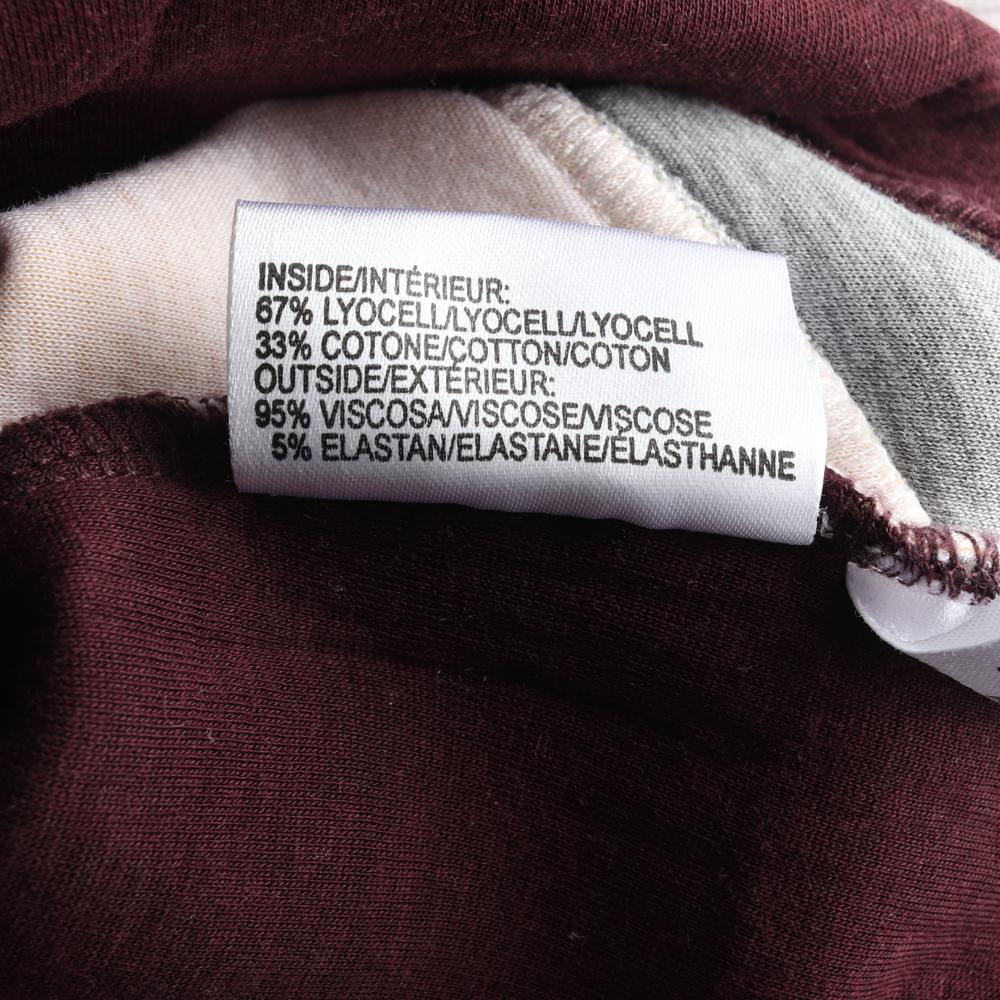 INSIDE/INTÉRIEUR:
67% LYOCELL/LYOCELL/LYOCELL
33% COTONE/COTTON/COTON
OUTSIDE/EXTÉRIEUR:
95% VISCOSA/VISCOSE/VISCOSE
5% ELASTAN/ELASTANE/ÉLASTHANNE